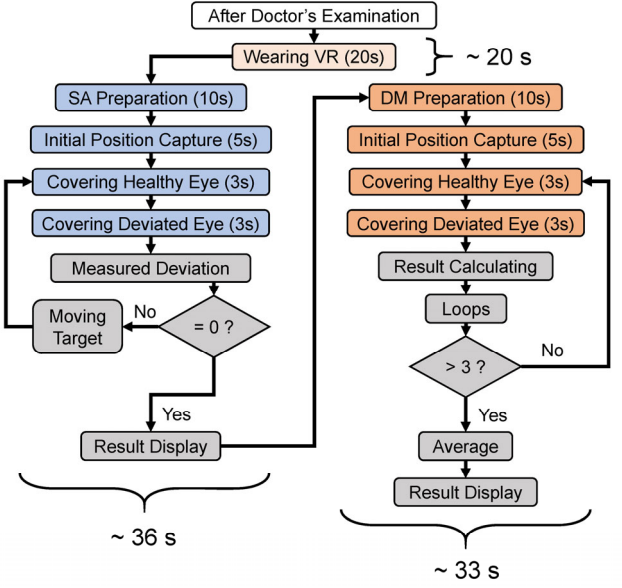 After Doctor's Examination
Wearing VR (20s)
~ 20 s
SA Preparation (10s)
Initial Position Capture (5s)
Covering Healthy Eye (3s)
Covering Deviated Eye (3s)
Measured Deviation
= 0 ?
No
Moving
Target
Yes
Result Display
~ 36 s
DM Preparation (10s)
Initial Position Capture (5s)
Covering Healthy Eye (3s)
Covering Deviated Eye (3s)
Result Calculating
Loops
> 3 ?
No
Yes
Average
Result Display
~ 33 s